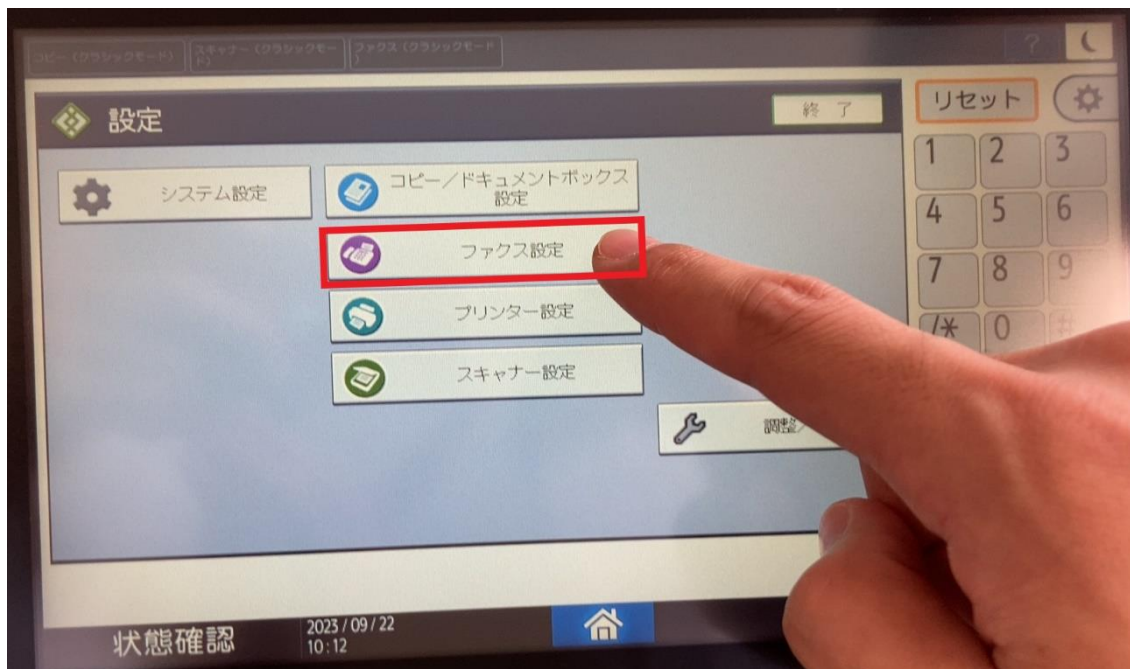 コピー (クラシックモード)
スキャナー (クラシックモー
ド)
ファクス (クラシックモード
)
?
設定
終 了
リセット
システム設定
コピー/ドキュメントボックス
設定
ファクス設定
プリンター設定
スキャナー設定
調整/
1 2 3
4 5 6
7 8 9
/* 0 #
状態確認
2023 / 09 / 22
10 : 12